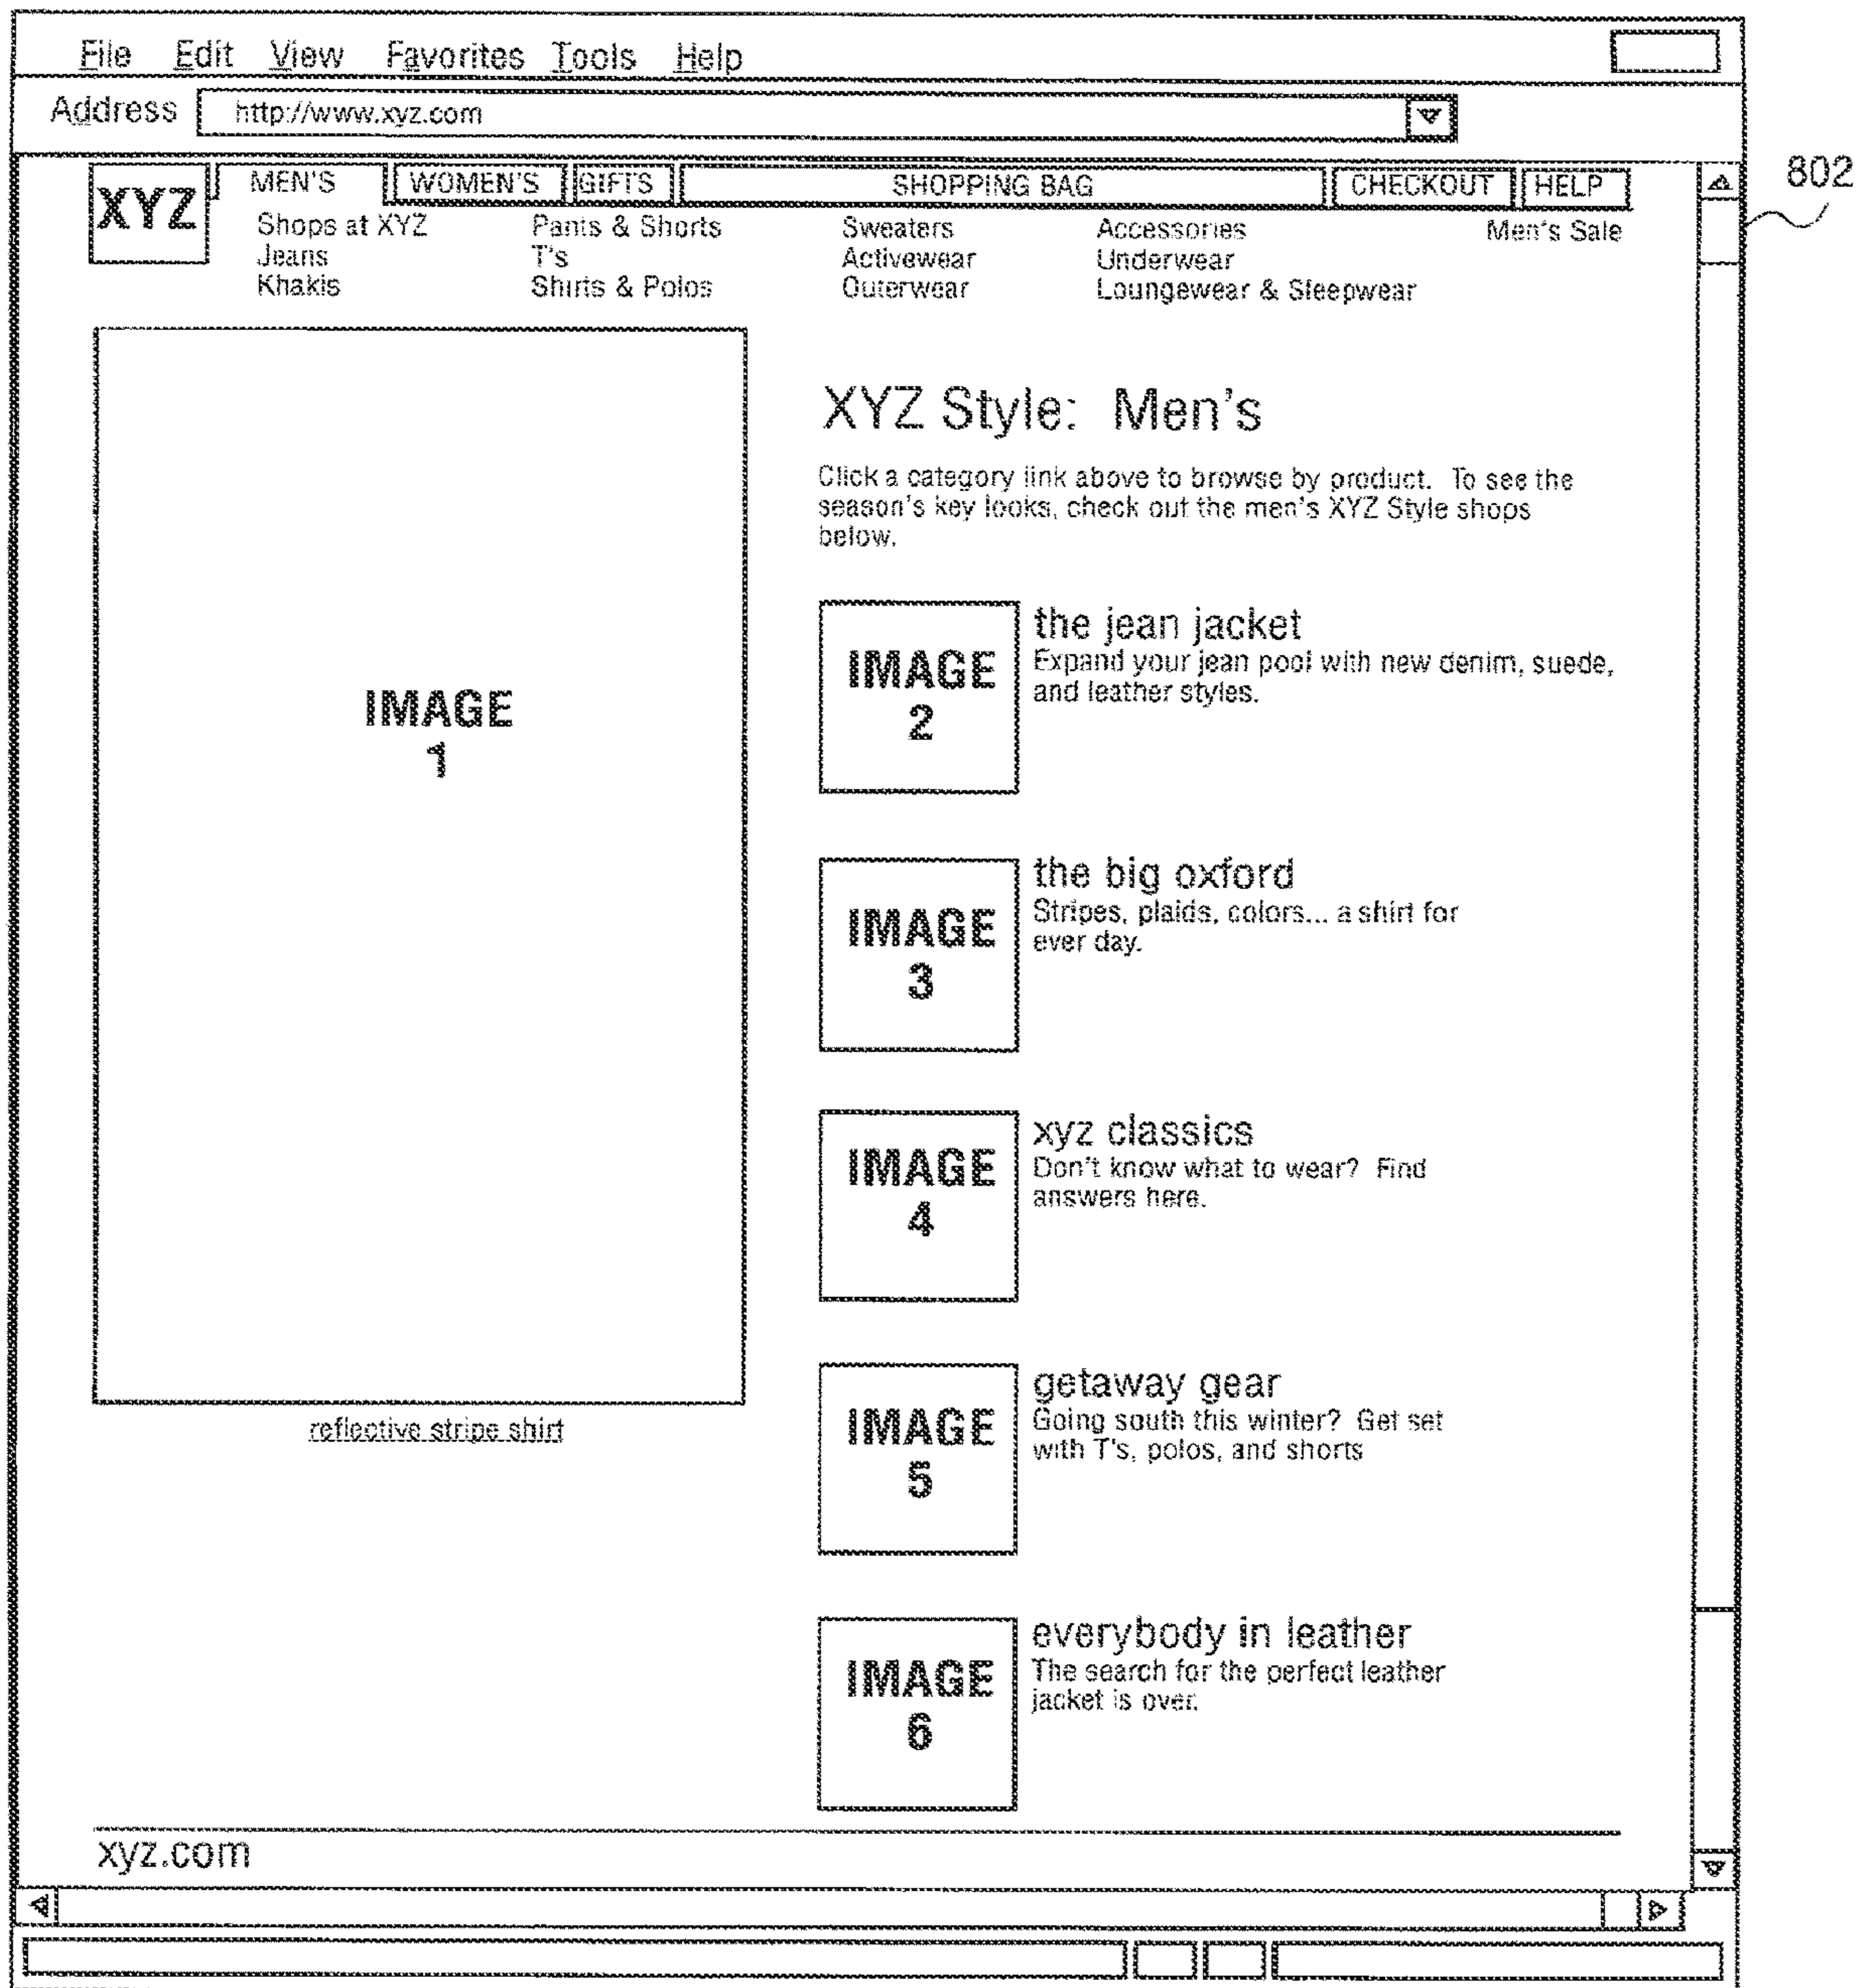 File Edit View Favorites Tools Help
Address http://www.xyz.com
802
XYZ MEN'S WOMEN'S GIFTS SHOPPING BAG CHECKOUT HELP
Shops at XYZ Pants & Shorts Sweaters Accessories Men's Sale
Jeans T's Activewear Underwear
Khakis Shirts & Polos Outerwear Loungewear & Sleepwear
XYZ Style: Men's
Click a category link above to browse by product. To see the
season's key looks, check out the men's XYZ Style shops
below.
IMAGE
1
reflective stripe shirt
IMAGE
2
the jean jacket
Expand your jean pool with new denim, suede,
and leather styles.
IMAGE
3
the big oxford
Stripes, plaids, colors... a shirt for
ever day.
IMAGE
4
xyz classics
Don't know what to wear? Find
answers here.
IMAGE
5
getaway gear
Going south this winter? Get set
with T's, polos, and shorts
IMAGE
6
everybody in leather
The search for the perfect leather
jacket is over.
xyz.com